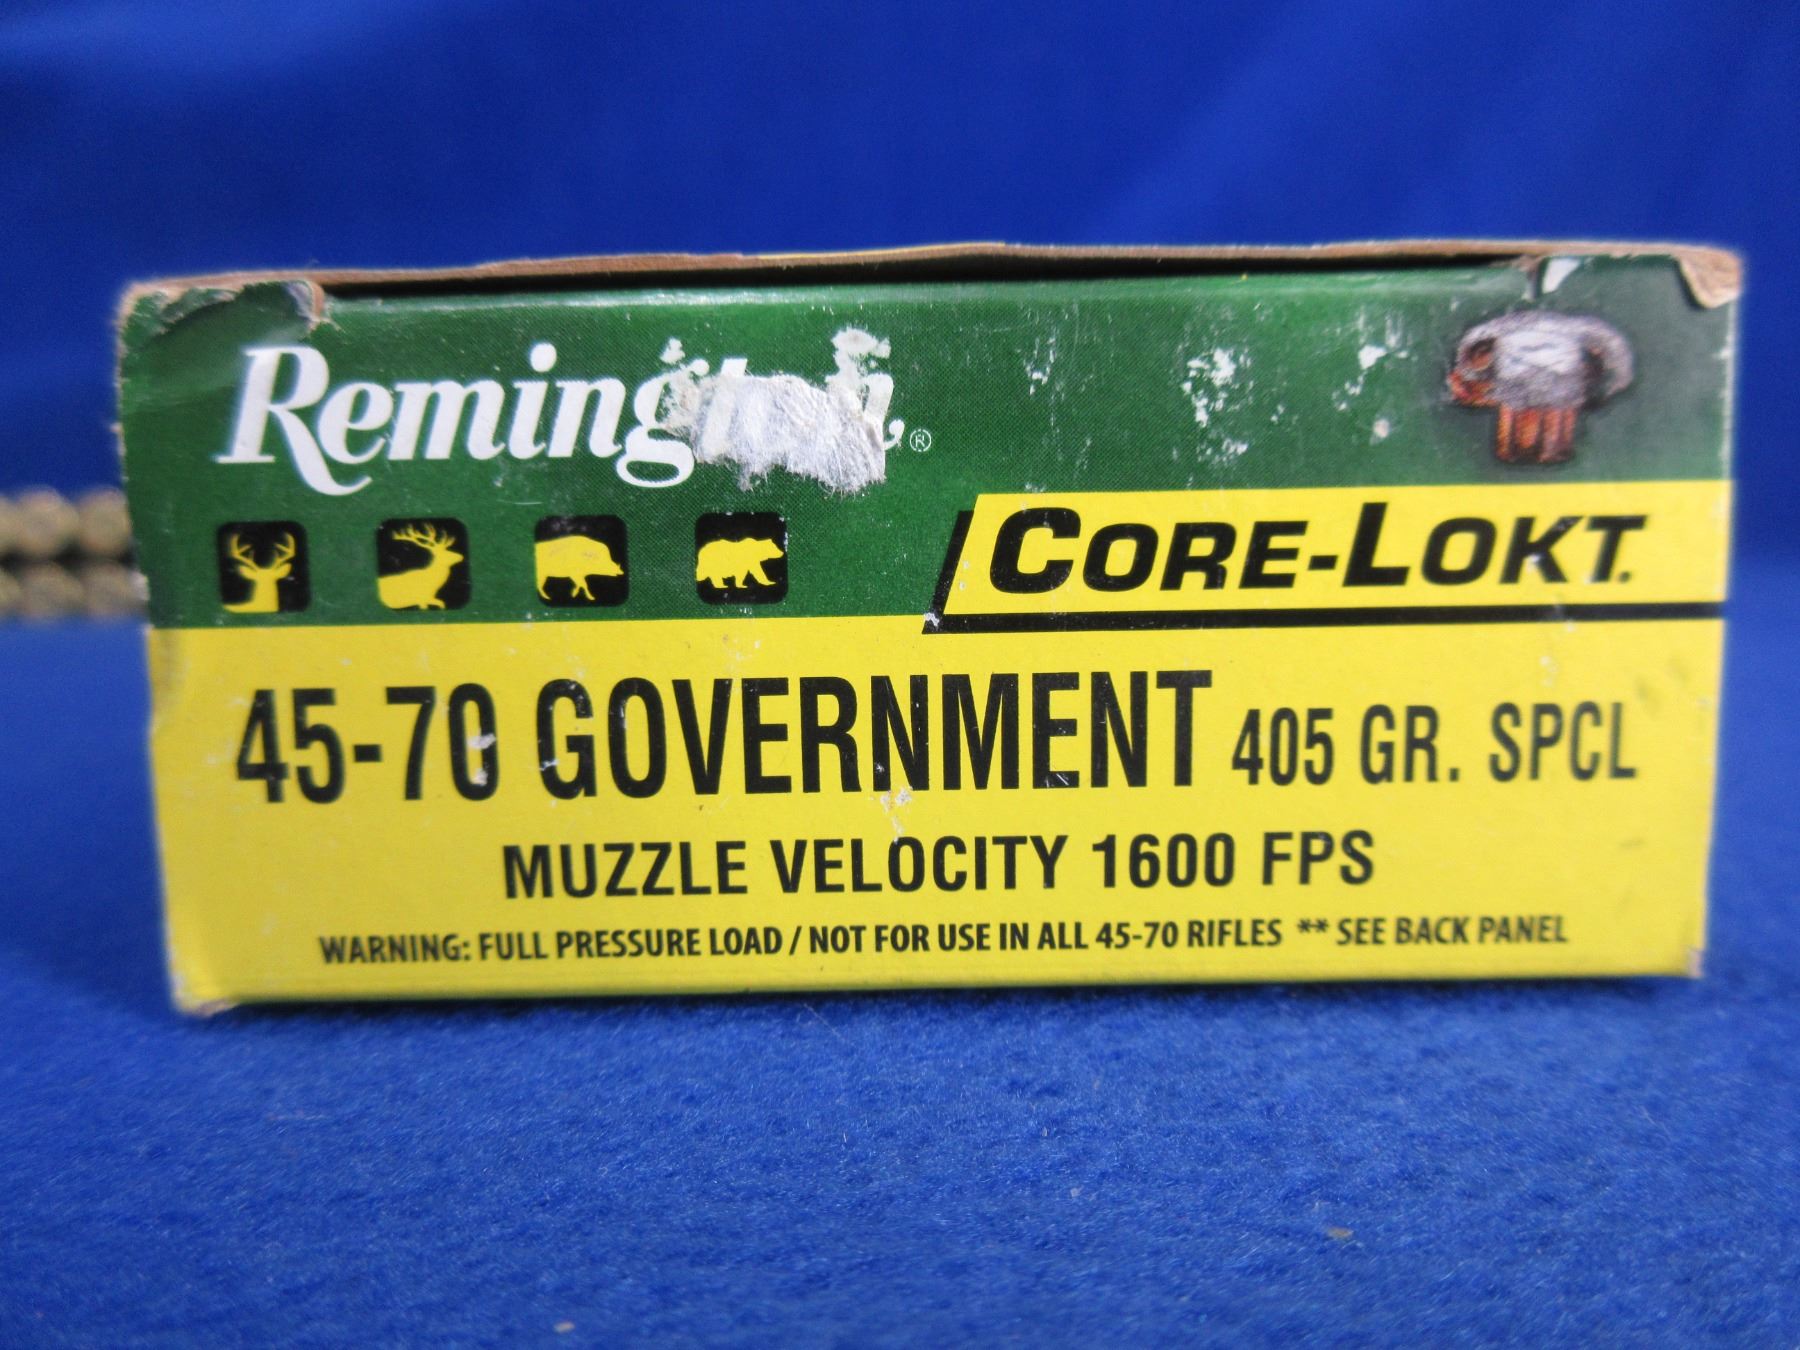 Remington®
CORE-LOKT.
45-70 GOVERNMENT 405 GR. SPCL
MUZZLE VELOCITY 1600 FPS
WARNING: FULL PRESSURE LOAD / NOT FOR USE IN ALL 45-70 RIFLES ** SEE BACK PANEL